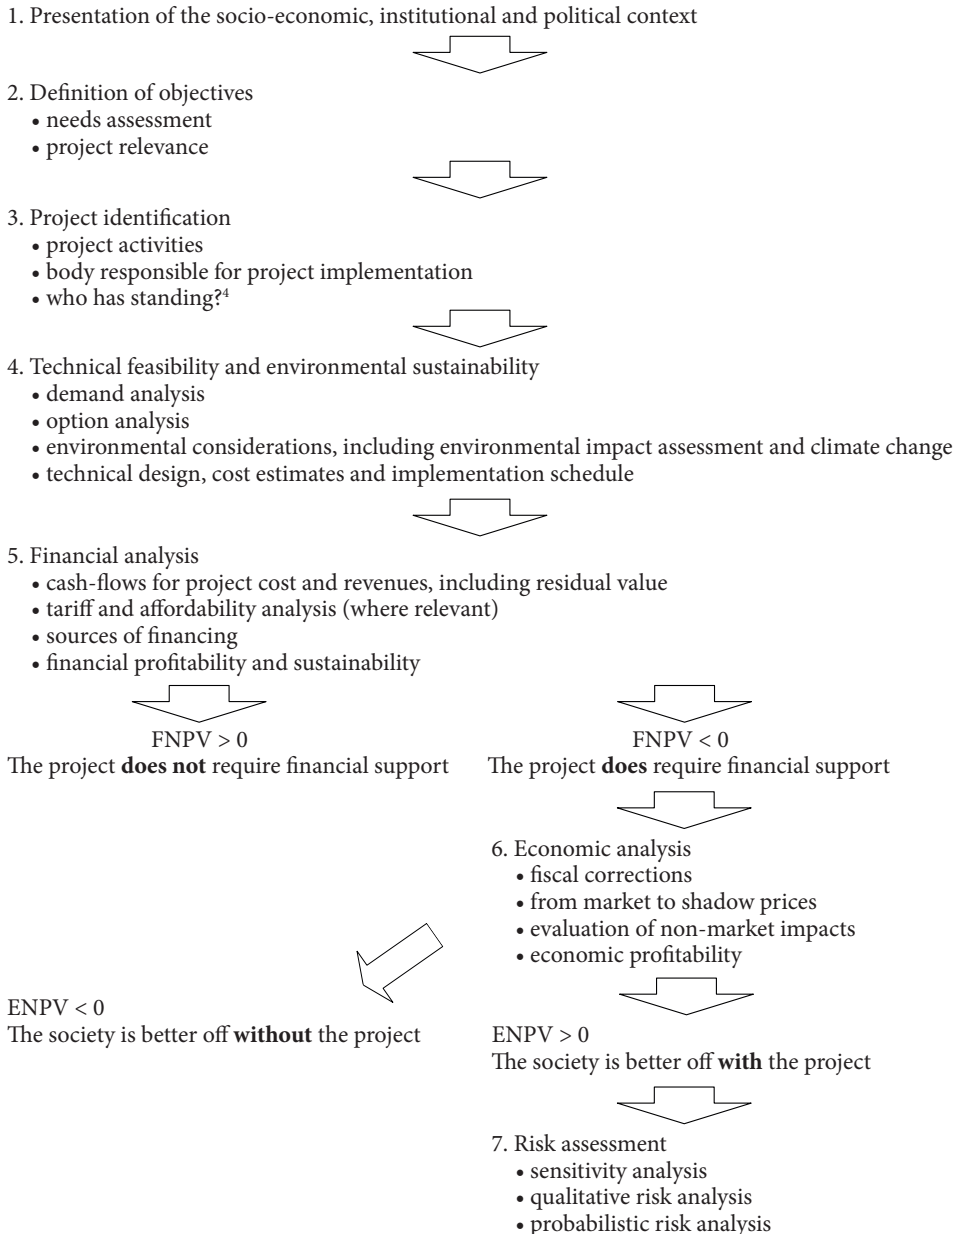 1. Presentation of the socio-economic, institutional and political context
2. Definition of objectives
• needs assessment
• project relevance
3. Project identification
• project activities
• body responsible for project implementation
• who has standing?⁴
4. Technical feasibility and environmental sustainability
• demand analysis
• option analysis
• environmental considerations, including environmental impact assessment and climate change
• technical design, cost estimates and implementation schedule
5. Financial analysis
• cash-flows for project cost and revenues, including residual value
• tariff and affordability analysis (where relevant)
• sources of financing
• financial profitability and sustainability
FNPV > 0
The project does not require financial support
FNPV < 0
The project does require financial support
6. Economic analysis
• fiscal corrections
• from market to shadow prices
• evaluation of non-market impacts
• economic profitability
ENPV < 0
The society is better off without the project
ENPV > 0
The society is better off with the project
7. Risk assessment
• sensitivity analysis
• qualitative risk analysis
• probabilistic risk analysis